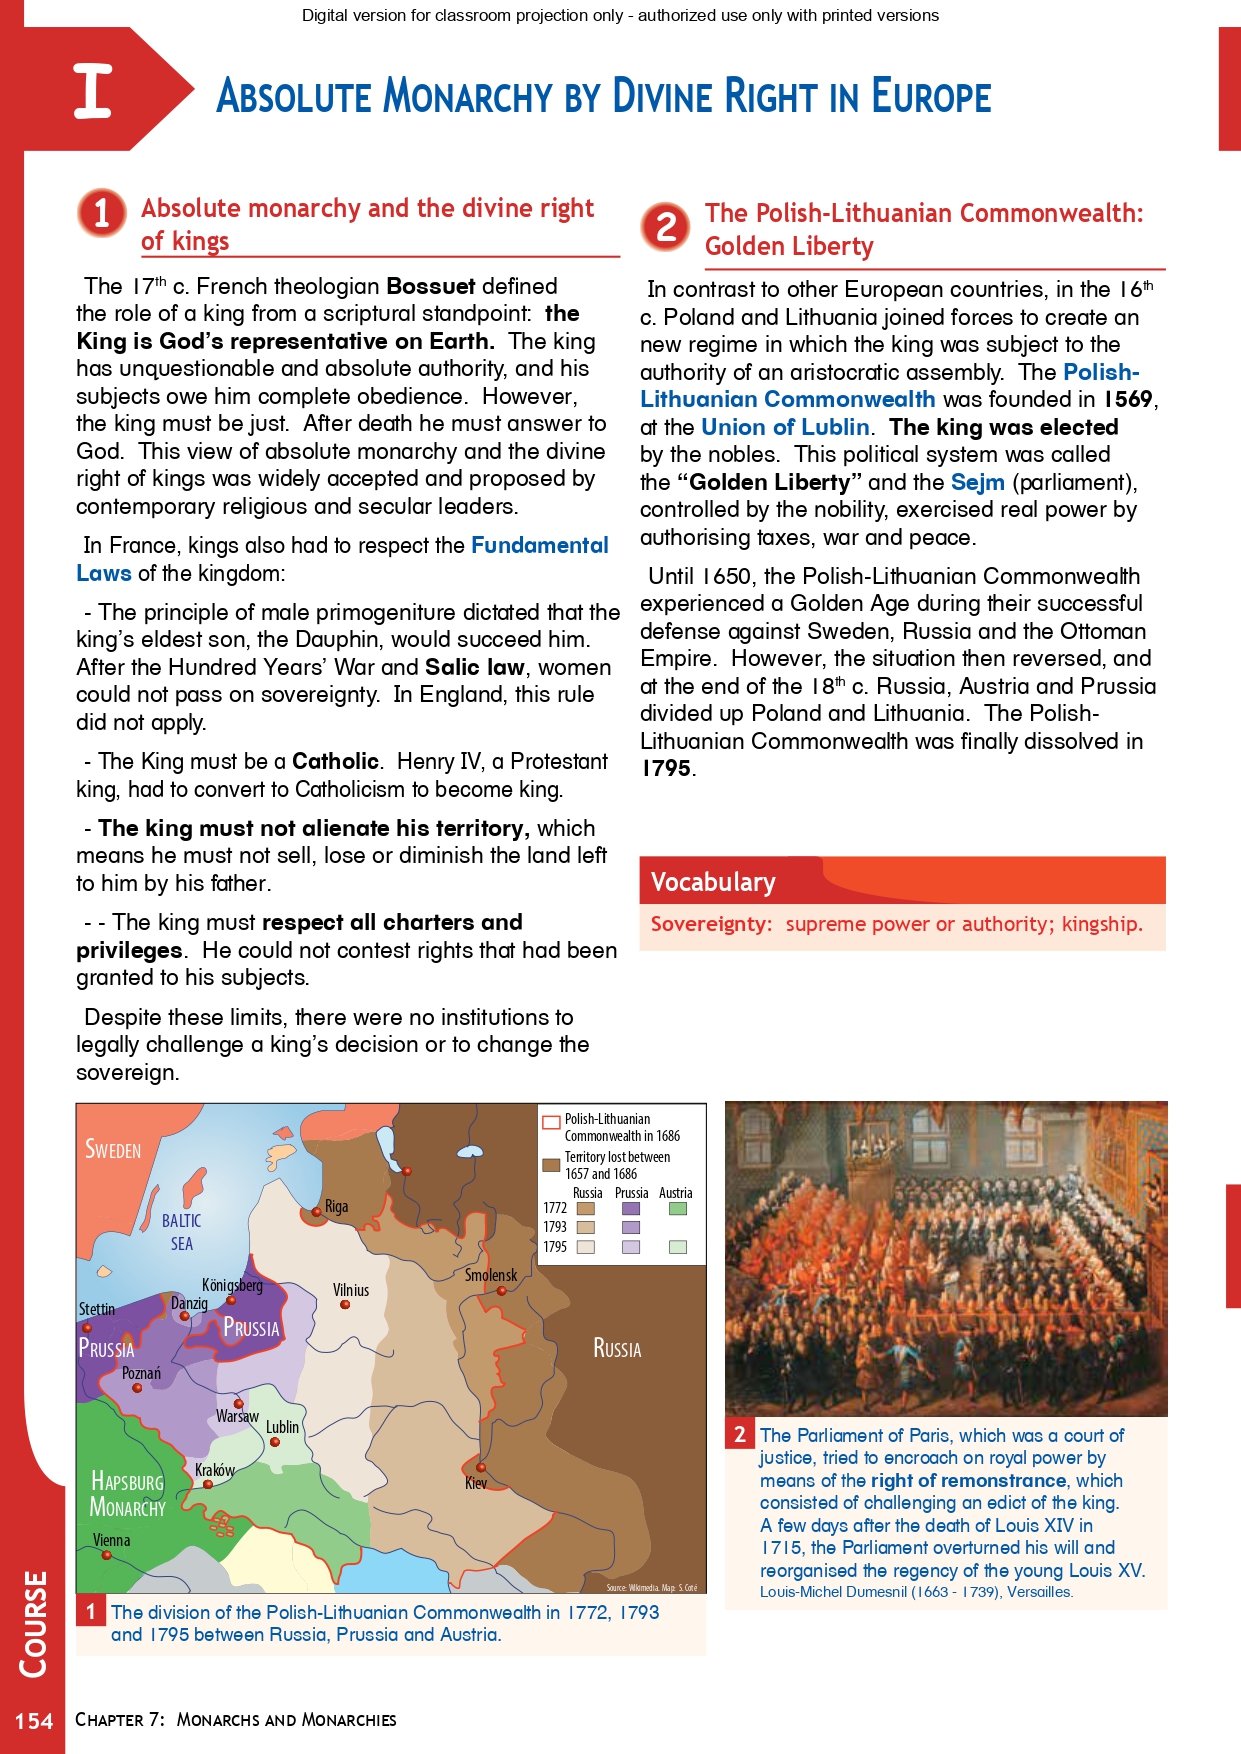 Digital version for classroom projection only - authorized use only with printed versions
I
Absolute Monarchy by Divine Right in Europe
1
Absolute monarchy and the divine right
of kings
The 17th c. French theologian Bossuet defined
the role of a king from a scriptural standpoint:  the
King is God's representative on Earth.  The king
has unquestionable and absolute authority, and his
subjects owe him complete obedience.  However,
the king must be just.  After death he must answer to
God.  This view of absolute monarchy and the divine
right of kings was widely accepted and proposed by
contemporary religious and secular leaders.
In France, kings also had to respect the Fundamental
Laws of the kingdom:
- The principle of male primogeniture dictated that the
king's eldest son, the Dauphin, would succeed him.
After the Hundred Years' War and Salic law, women
could not pass on sovereignty.  In England, this rule
did not apply.
- The King must be a Catholic.  Henry IV, a Protestant
king, had to convert to Catholicism to become king.
- The king must not alienate his territory, which
means he must not sell, lose or diminish the land left
to him by his father.
- - The king must respect all charters and
privileges.  He could not contest rights that had been
granted to his subjects.
Despite these limits, there were no institutions to
legally challenge a king's decision or to change the
sovereign.
2
The Polish-Lithuanian Commonwealth:
Golden Liberty
In contrast to other European countries, in the 16th
c. Poland and Lithuania joined forces to create an
new regime in which the king was subject to the
authority of an aristocratic assembly.  The Polish-
Lithuanian Commonwealth was founded in 1569,
at the Union of Lublin.  The king was elected
by the nobles.  This political system was called
the "Golden Liberty" and the Sejm (parliament),
controlled by the nobility, exercised real power by
authorising taxes, war and peace.
Until 1650, the Polish-Lithuanian Commonwealth
experienced a Golden Age during their successful
defense against Sweden, Russia and the Ottoman
Empire.  However, the situation then reversed, and
at the end of the 18th c. Russia, Austria and Prussia
divided up Poland and Lithuania.  The Polish-
Lithuanian Commonwealth was finally dissolved in
1795.
Vocabulary
Sovereignty:  supreme power or authority; kingship.
Polish-Lithuanian
Commonwealth in 1686
Territory lost between
1657 and 1686
Russia Prussia Austria
1772
1793
1795
Sweden
Baltic
Sea
Riga
Smolensk
Königsberg
Vilnius
Danzig
Stettin
Prussia
Prussia
Russia
Poznań
Warsaw
Lublin
Kraków
Kiev
Hapsburg
Monarchy
Vienna
Source: Wikimedia. Map: S. Coté
1 The division of the Polish-Lithuanian Commonwealth in 1772, 1793
and 1795 between Russia, Prussia and Austria.
2 The Parliament of Paris, which was a court of
justice, tried to encroach on royal power by
means of the right of remonstrance, which
consisted of challenging an edict of the king.
A few days after the death of Louis XIV in
1715, the Parliament overturned his will and
reorganised the regency of the young Louis XV.
Louis-Michel Dumesnil (1663 - 1739), Versailles.
Course
154 Chapter 7:  Monarchs and Monarchies